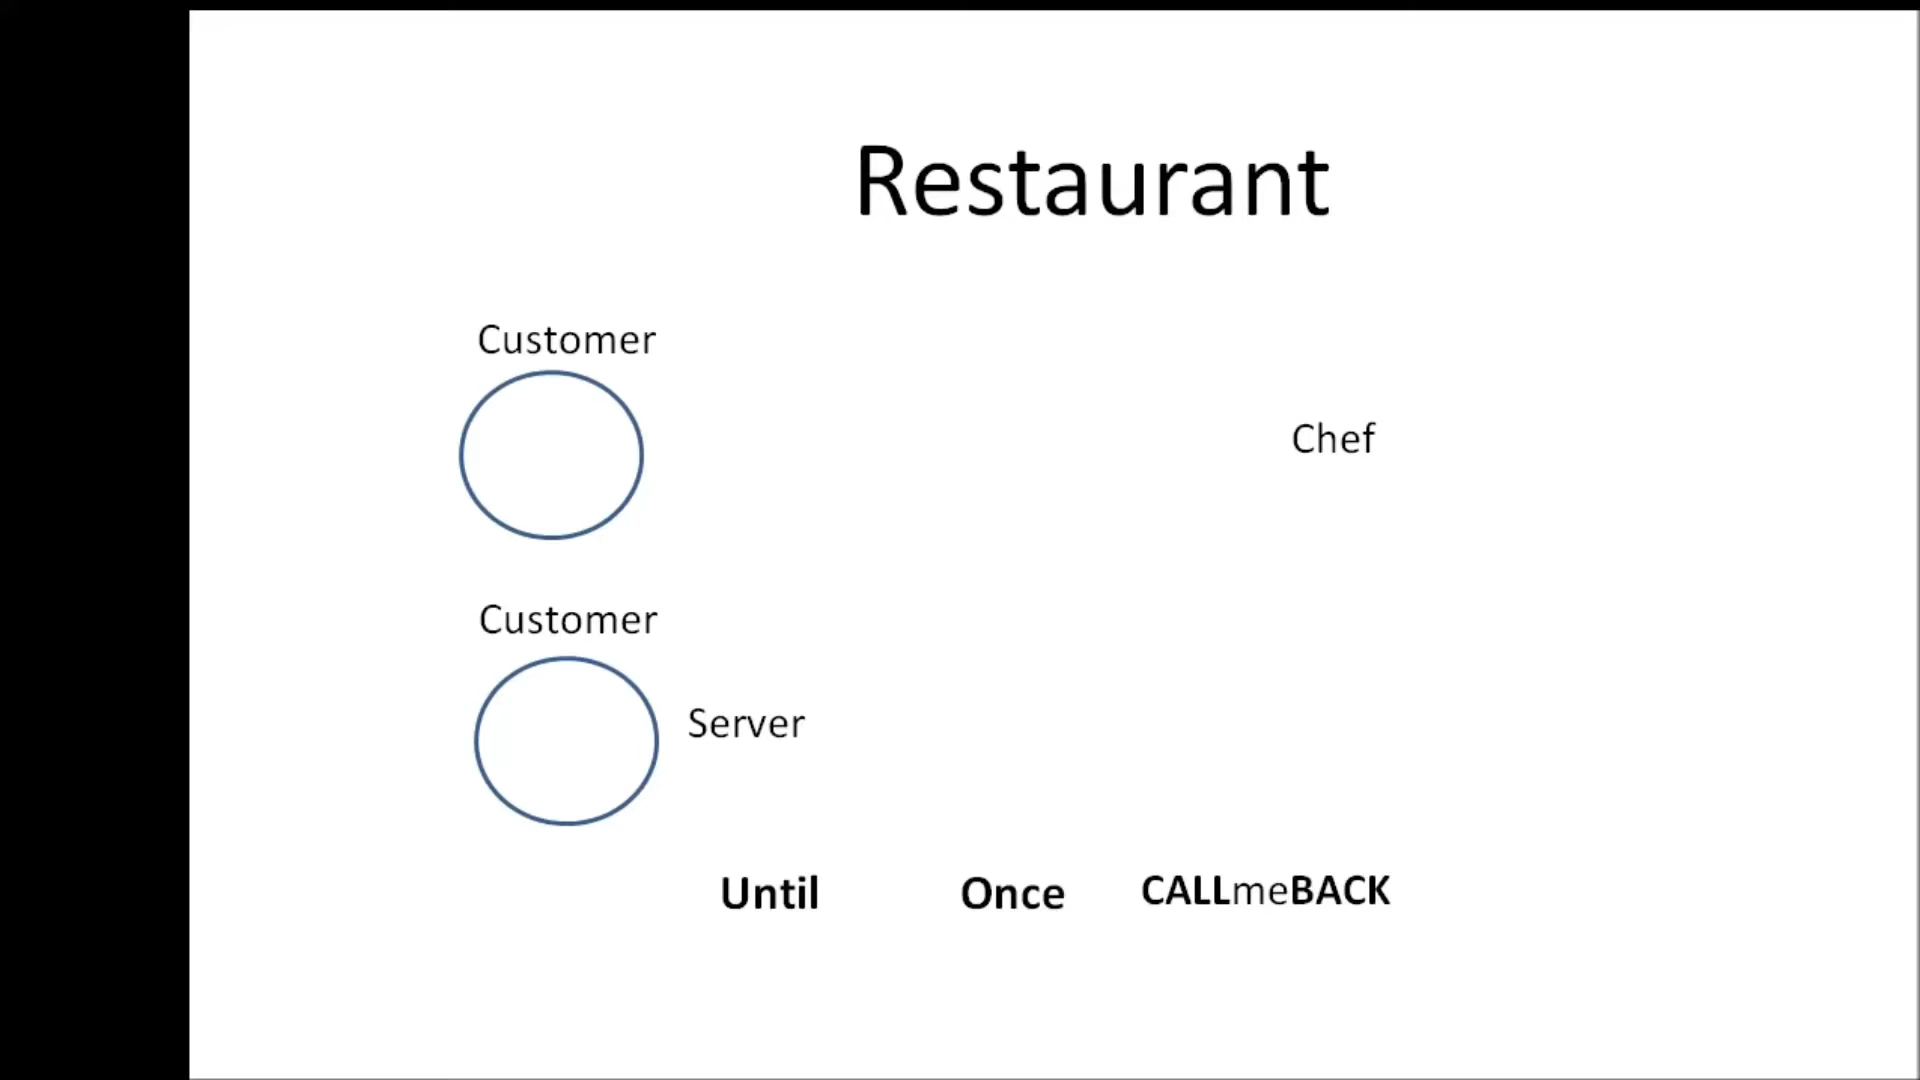 Restaurant
Customer
Chef
Customer
Server
Until
Once
CALLmeBACK